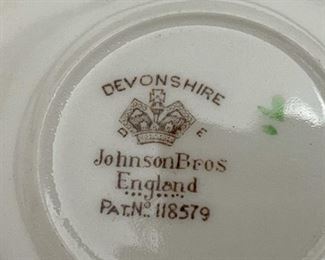 DEVONSHIRE
D E
JohnsonBros
England
PAT. No. 118579